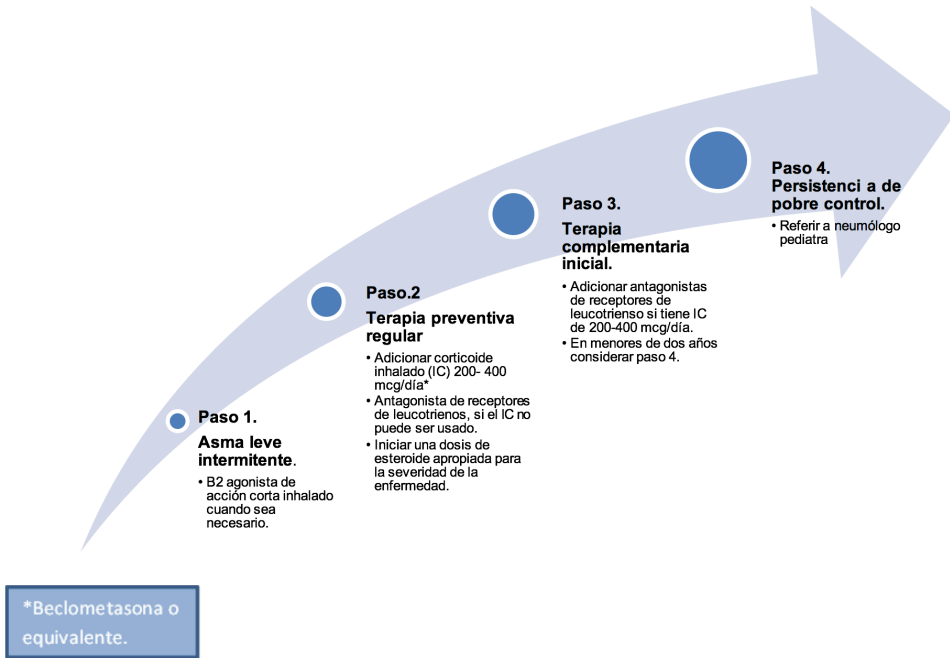 Paso 1.
Asma leve
intermitente.
• B2 agonista de
acción corta inhalado
cuando sea
necesario.
Paso.2
Terapia preventiva
regular
• Adicionar corticoide
inhalado (IC) 200- 400
mcg/día*
• Antagonista de receptores
de leucotrienos, si el IC no
puede ser usado.
• Iniciar una dosis de
esteroide apropiada para
la severidad de la
enfermedad.
Paso 3.
Terapia
complementaria
inicial.
• Adicionar antagonistas
de receptores de
leucotrienso si tiene IC
de 200-400 mcg/día.
• En menores de dos años
considerar paso 4.
Paso 4.
Persistenci a de
pobre control.
• Referir a neumólogo
pediatra
*Beclometasona o
equivalente.